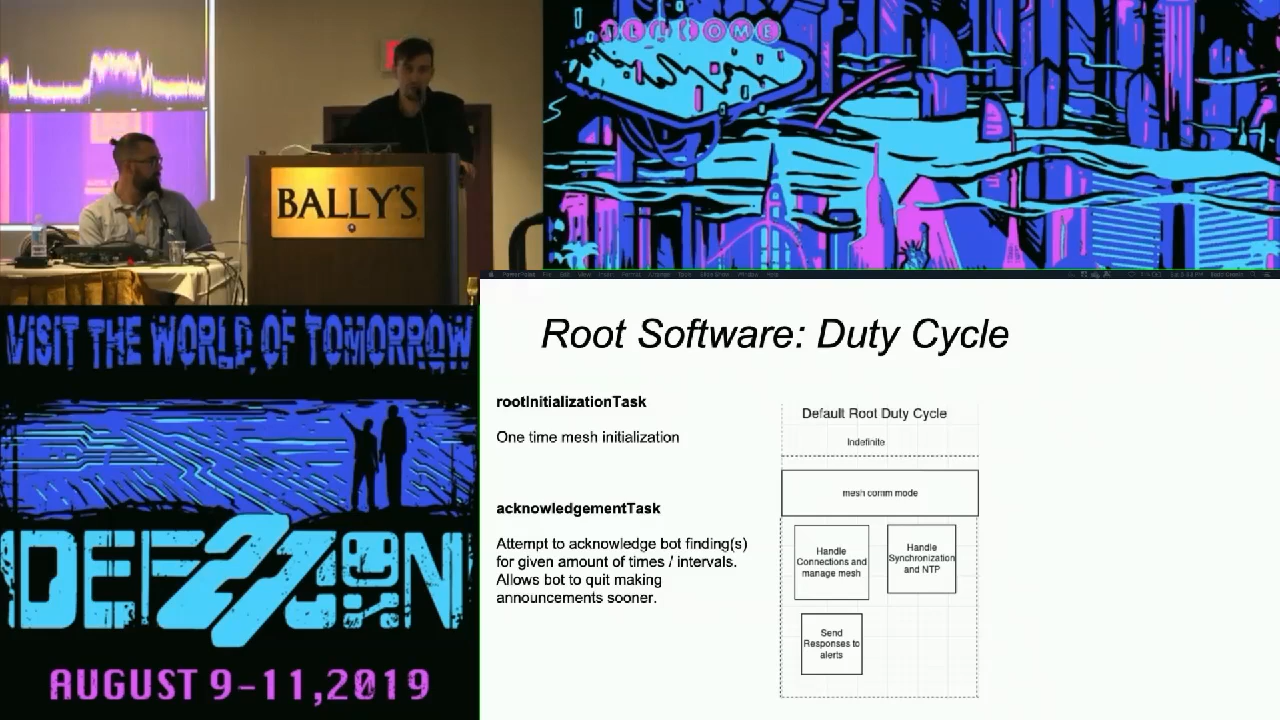 WELCOME
BALLY'S
VISIT THE WORLD OF TOMORROW
DEFCON
27
AUGUST 9-11,2019
Root Software: Duty Cycle
rootInitializationTask
One time mesh initialization
acknowledgementTask
Attempt to acknowledge bot finding(s)
for given amount of times / intervals.
Allows bot to quit making
announcements sooner.
Default Root Duty Cycle
Indefinite
mesh comm mode
Handle
Connections and
manage mesh
Handle
Synchronization
and NTP
Send
Responses to
alerts